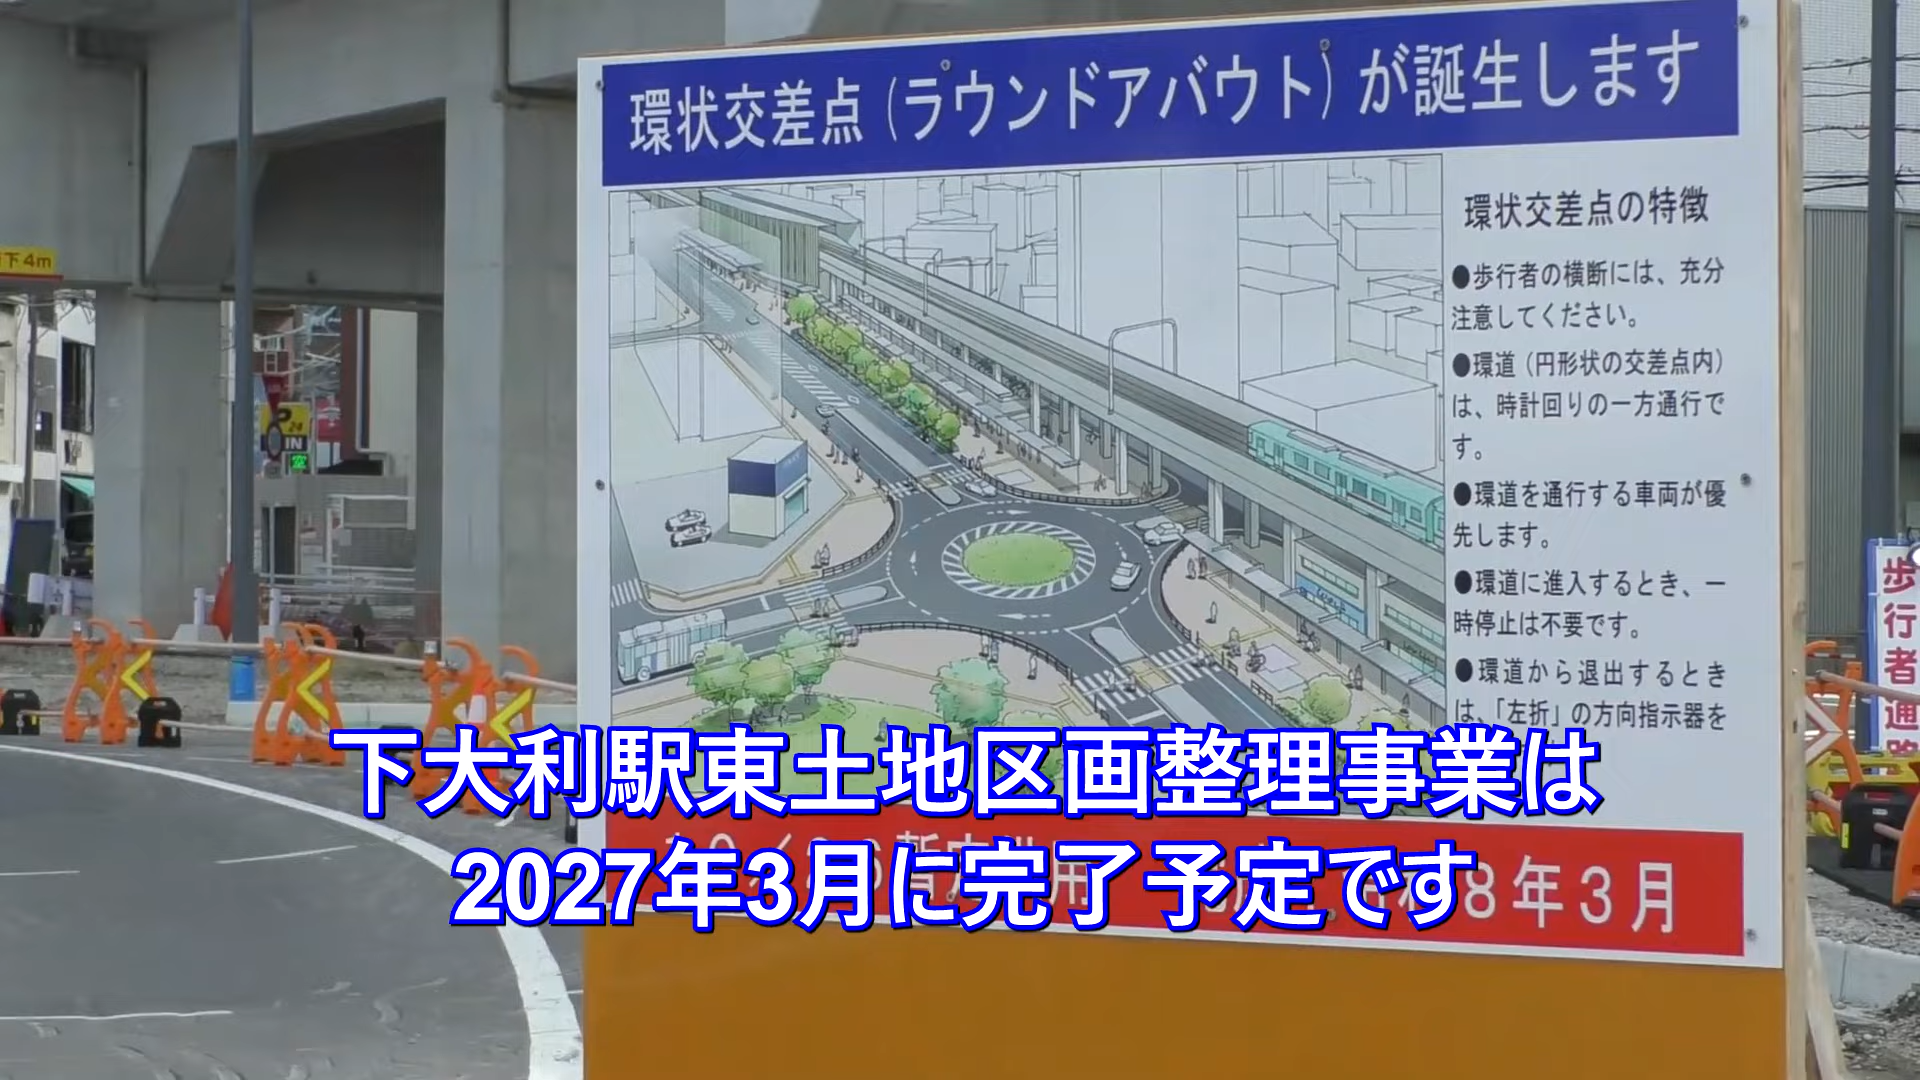 環状交差点(ラウンドアバウト)が誕生します
環状交差点の特徴
●歩行者の横断には、充分
注意してください。
●環道(円形状の交差点内)
は、時計回りの一方通行で
す。
●環道を通行する車両が優
先します。
●環道に進入するとき、一
時停止は不要です。
●環道から退出するとき
は、「左折」の方向指示器を
下大利駅東土地区画整理事業は
2027年3月に完了予定です
8年3月
下4m
P
24
IN
空
歩行者通路